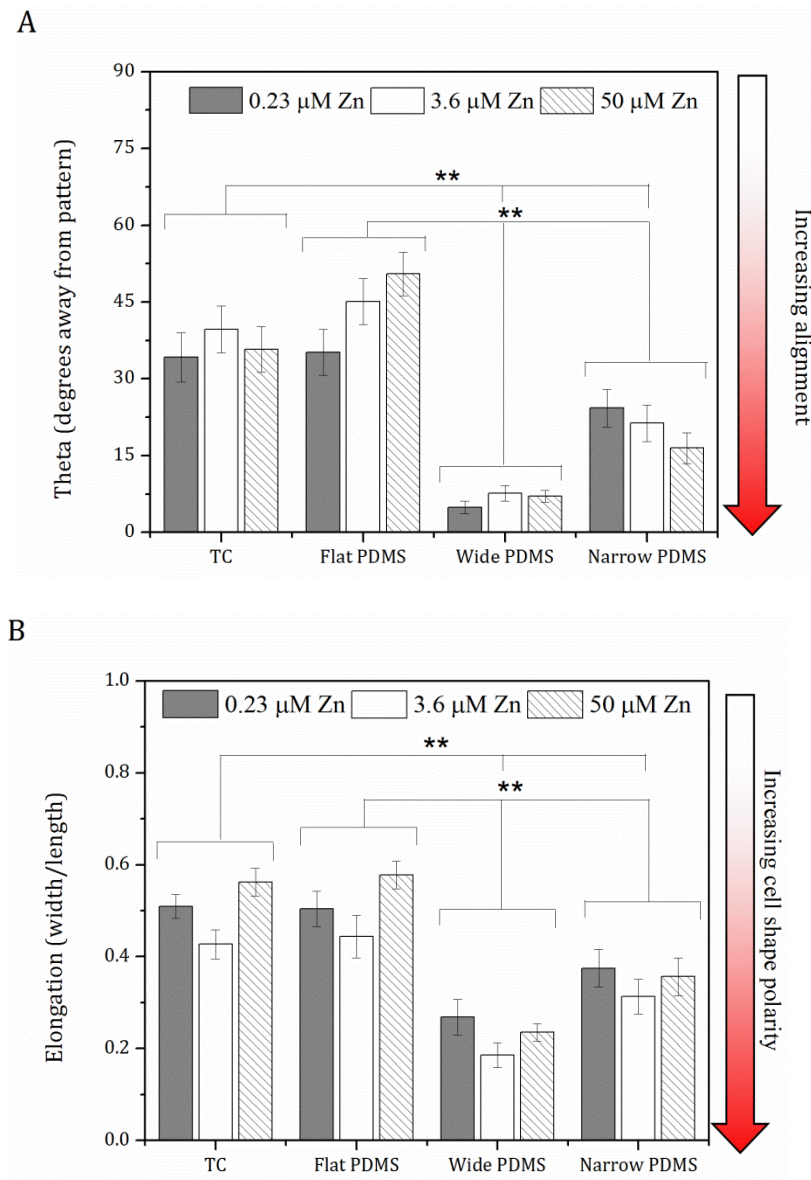 A
90
75
60
45
30
15
0
Theta (degrees away from pattern)
0.23 μM Zn 3.6 μM Zn 50 μM Zn
**
**
TC Flat PDMS Wide PDMS Narrow PDMS
Increasing alignment
B
1.0
0.8
0.6
0.4
0.2
0.0
Elongation (width/length)
0.23 μM Zn 3.6 μM Zn 50 μM Zn
**
**
TC Flat PDMS Wide PDMS Narrow PDMS
Increasing cell shape polarity